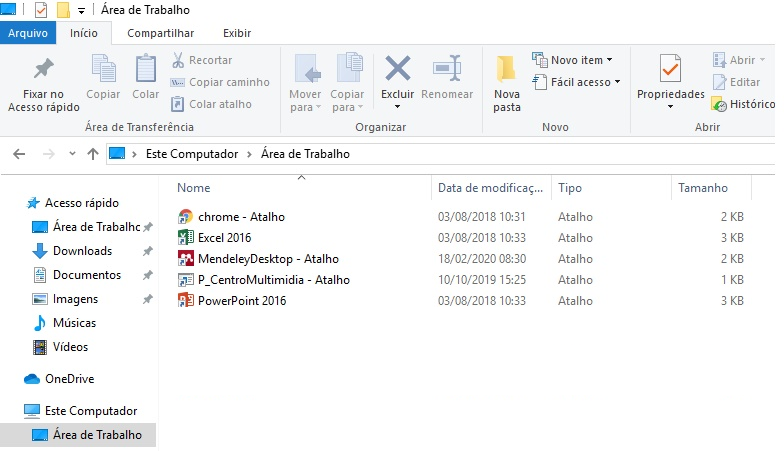 Área de Trabalho
Arquivo Início Compartilhar Exibir
Fixar no Acesso rápido
Copiar
Colar
Recortar
Copiar caminho
Colar atalho
Área de Transferência
Mover para
Copiar para
Excluir
Renomear
Organizar
Nova pasta
Novo item
Fácil acesso
Novo
Propriedades
Abrir
Editar
Histórico
Abrir
Este Computador > Área de Trabalho
Acesso rápido
Área de Trabalho
Downloads
Documentos
Imagens
Músicas
Vídeos
OneDrive
Este Computador
Área de Trabalho
Nome Data de modificaç... Tipo Tamanho
chrome - Atalho 03/08/2018 10:31 Atalho 2 KB
Excel 2016 03/08/2018 10:33 Atalho 3 KB
MendeleyDesktop - Atalho 18/02/2020 08:30 Atalho 2 KB
P_CentroMultimidia - Atalho 10/10/2019 15:25 Atalho 1 KB
PowerPoint 2016 03/08/2018 10:33 Atalho 3 KB